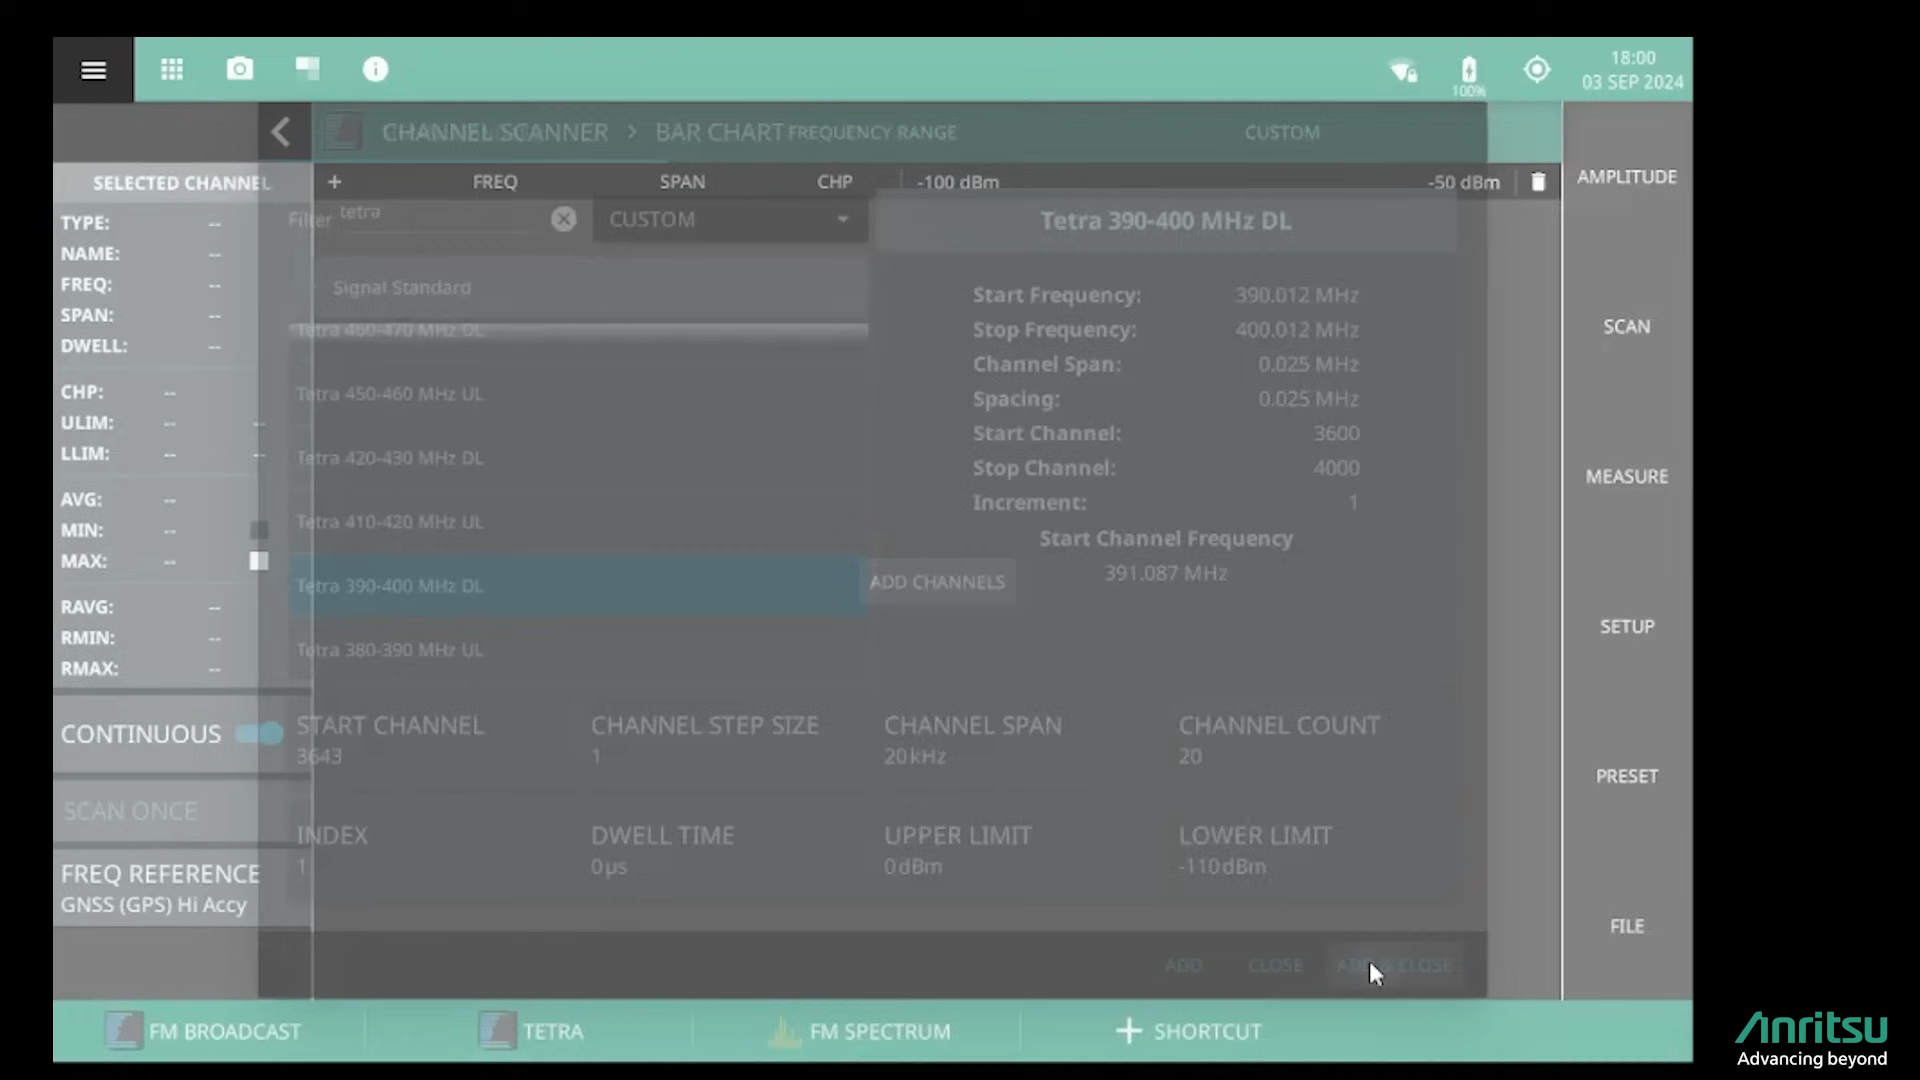 18:00
100%
03 SEP 2024
CHANNEL SCANNER > BAR CHART
FREQUENCY RANGE
CUSTOM
SELECTED CHANNEL
+ FREQ SPAN CHP -100 dBm -50 dBm
AMPLITUDE
SCAN
MEASURE
SETUP
PRESET
FILE
TYPE: --
NAME: --
FREQ: --
SPAN: --
DWELL: --
CHP: --
ULIM: -- --
LLIM: -- --
AVG: --
MIN: --
MAX: --
RAVG: --
RMIN: --
RMAX: --
CONTINUOUS
SCAN ONCE
FREQ REFERENCE
GNSS (GPS) Hi Accy
Filter tetra
CUSTOM
Signal Standard
Tetra 460-470 MHz DL
Tetra 450-460 MHz UL
Tetra 420-430 MHz DL
Tetra 410-420 MHz UL
Tetra 390-400 MHz DL
Tetra 380-390 MHz UL
ADD CHANNELS
Tetra 390-400 MHz DL
Start Frequency: 390.012 MHz
Stop Frequency: 400.012 MHz
Channel Span: 0.025 MHz
Spacing: 0.025 MHz
Start Channel: 3600
Stop Channel: 4000
Increment: 1
Start Channel Frequency
391.087 MHz
START CHANNEL
3643
CHANNEL STEP SIZE
1
CHANNEL SPAN
20 kHz
CHANNEL COUNT
20
INDEX
1
DWELL TIME
0 µs
UPPER LIMIT
0 dBm
LOWER LIMIT
-110 dBm
ADD CLOSE ADD & CLOSE
FM BROADCAST
TETRA
FM SPECTRUM
+ SHORTCUT
Anritsu
Advancing beyond